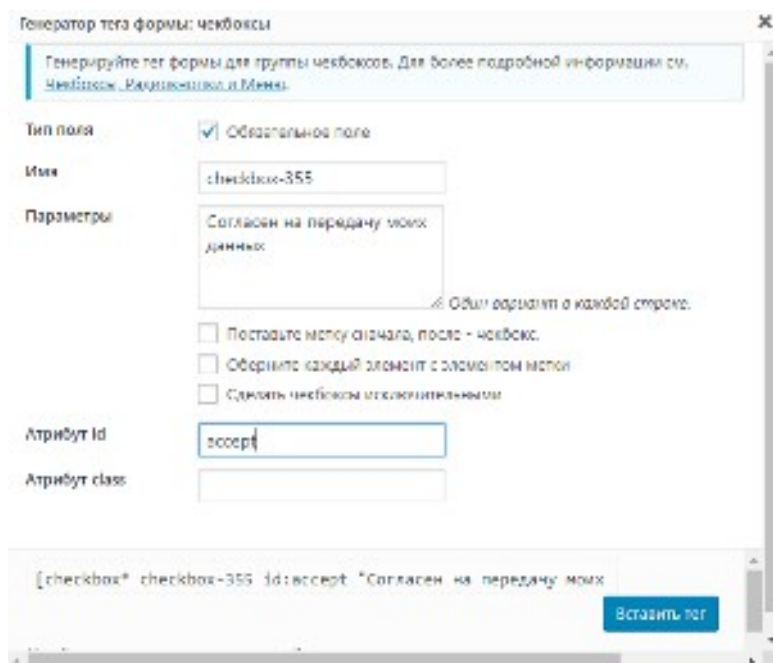 Генератор тега формы: чекбоксы
Генерируйте тег формы для группы чекбоксов. Для более подробной информации см.
Чекбоксы, Радиокнопки и Меню.
Тип поля
Обязательное поле
Имя
checkbox-355
Параметры
Согласен на передачу моих
данных
Один вариант в каждой строке.
Поставьте метку сначала, после - чекбокс.
Оберните каждый элемент с элементом метки
Сделать чекбоксы исключительными
Атрибут id
accept
Атрибут class
[checkbox* checkbox-355 id:accept "Согласен на передачу моих
Вставить тег